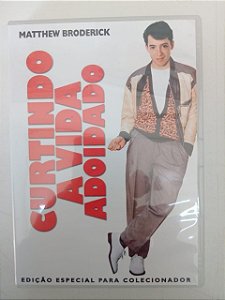 MATTHEW BRODERICK
CURTINDO
A VIDA
ADOIDADO
EDIÇÃO ESPECIAL PARA COLECIONADOR